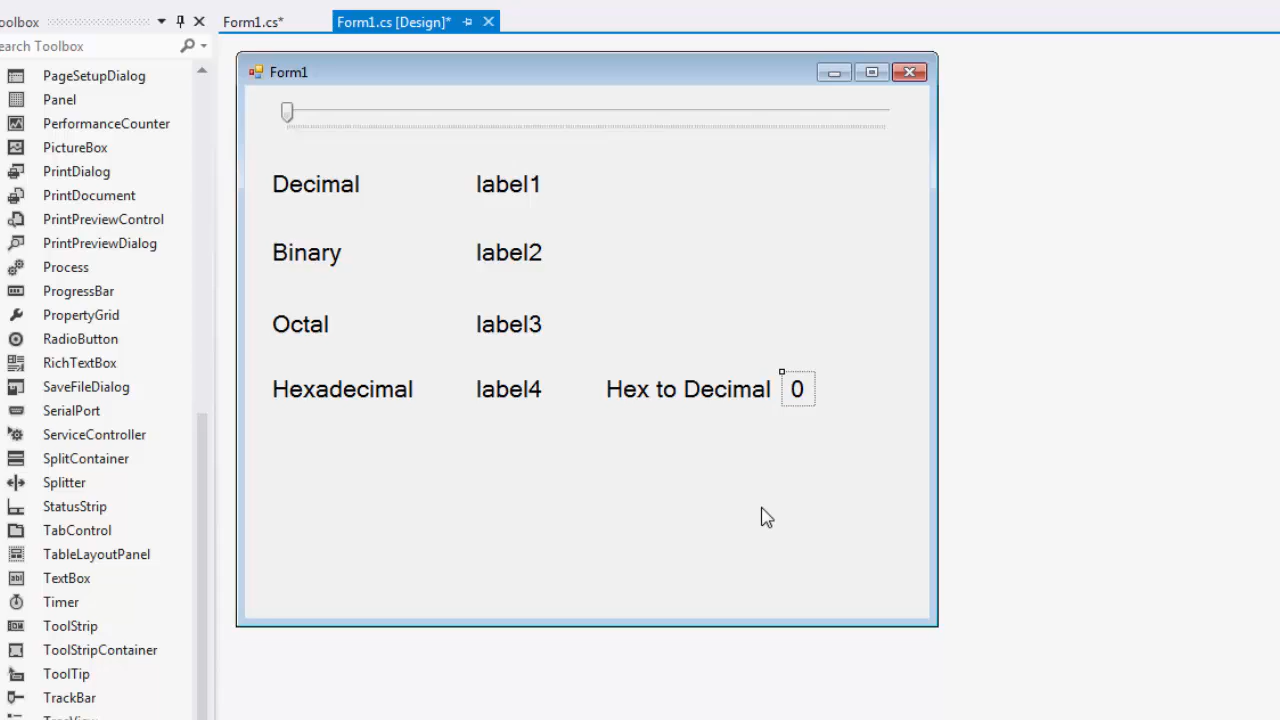 oolbox
Form1.cs*
Form1.cs [Design]*
earch Toolbox
PageSetupDialog
Panel
PerformanceCounter
PictureBox
PrintDialog
PrintDocument
PrintPreviewControl
PrintPreviewDialog
Process
ProgressBar
PropertyGrid
RadioButton
RichTextBox
SaveFileDialog
SerialPort
ServiceController
SplitContainer
Splitter
StatusStrip
TabControl
TableLayoutPanel
TextBox
Timer
ToolStrip
ToolStripContainer
ToolTip
TrackBar
Form1
Decimal label1
Binary label2
Octal label3
Hexadecimal label4 Hex to Decimal 0